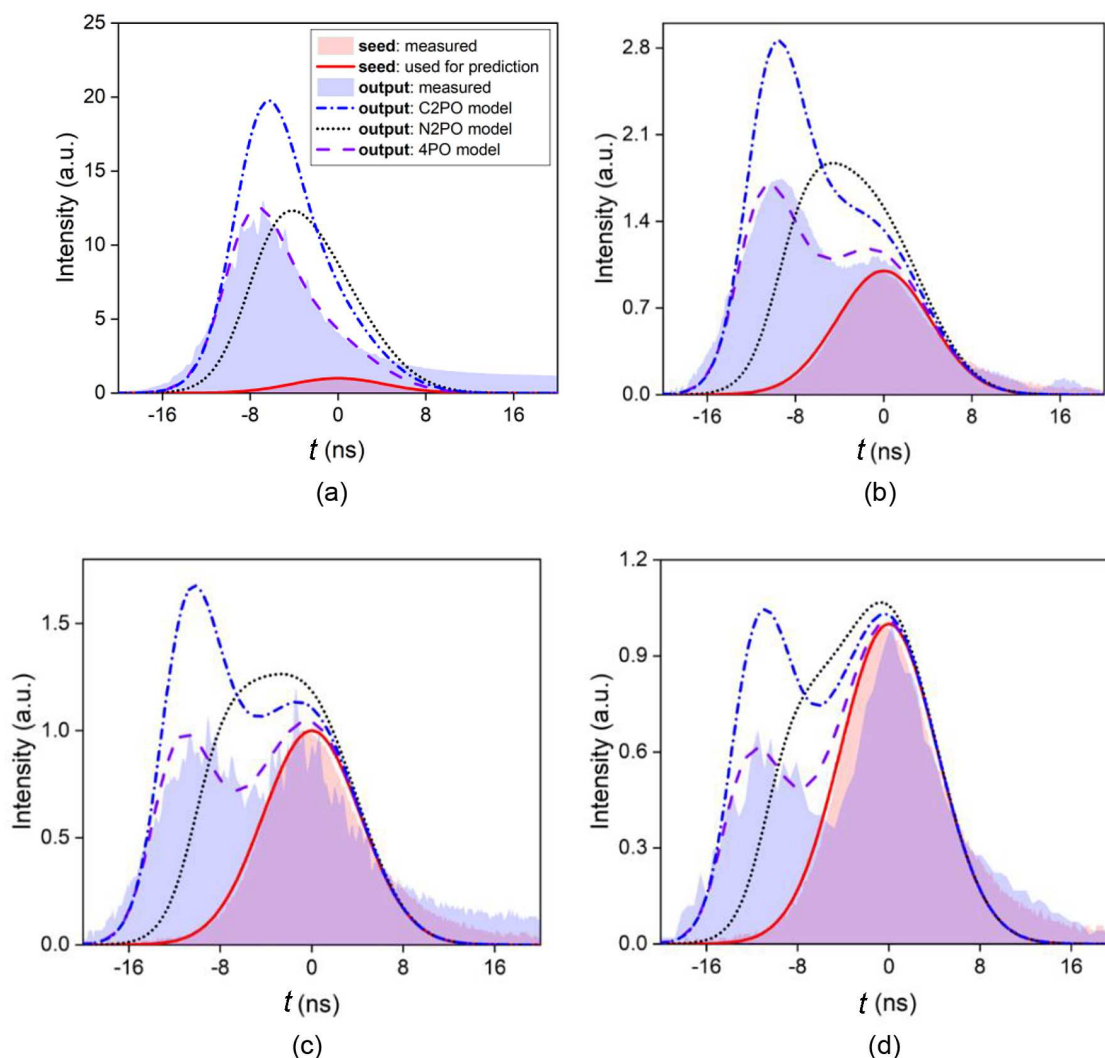 25
20
15
10
5
0
Intensity (a.u.)
seed: measured
seed: used for prediction
output: measured
output: C2PO model
output: N2PO model
output: 4PO model
-16 -8 0 8 16
t (ns)
(a)
2.8
2.1
1.4
0.7
0.0
Intensity (a.u.)
-16 -8 0 8 16
t (ns)
(b)
1.5
1.0
0.5
0.0
Intensity (a.u.)
-16 -8 0 8 16
t (ns)
(c)
1.2
0.9
0.6
0.3
0.0
Intensity (a.u.)
-16 -8 0 8 16
t (ns)
(d)